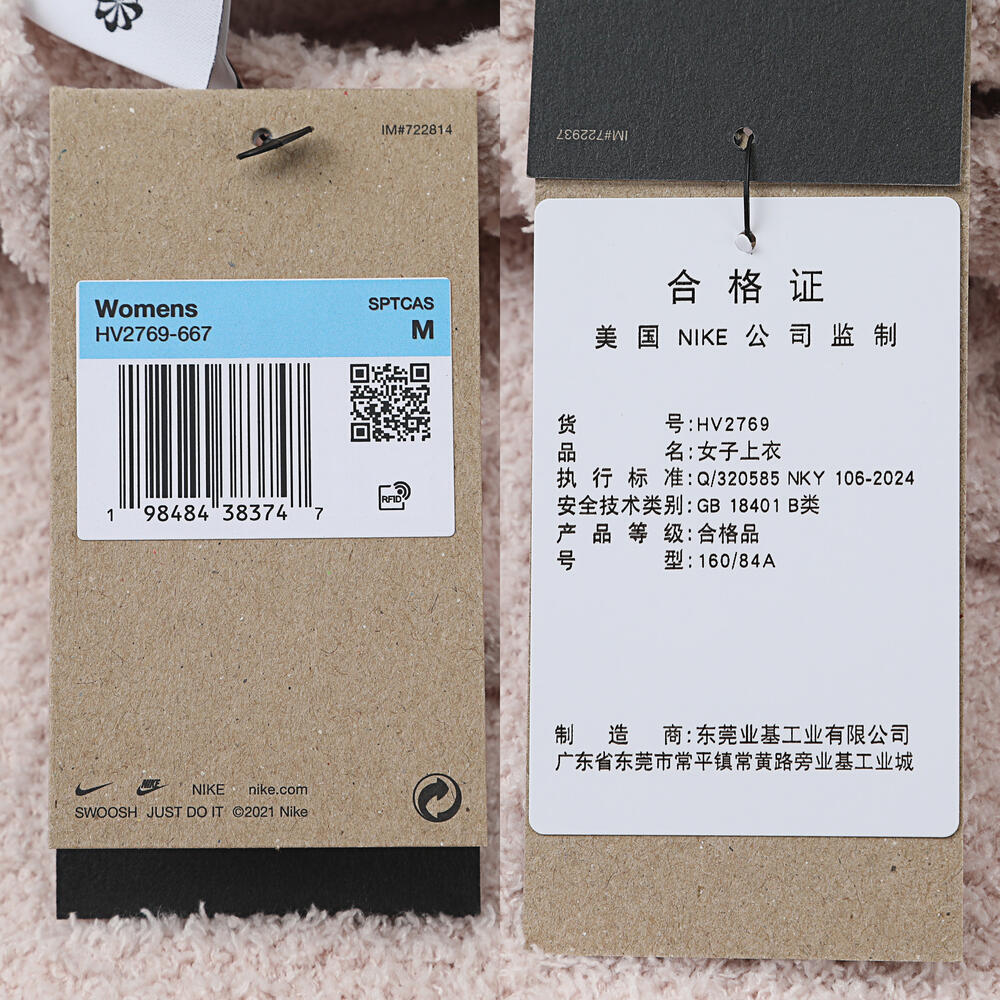 IM#722814
Womens
HV2769-667
SPTCAS
M
RFID
1 98484 38374 7
NIKE
NIKE nike.com
SWOOSH JUST DO IT ©2021 Nike
IM#722937
合格证
美国NIKE公司监制
货号:HV2769
品名:女子上衣
执行标准:Q/320585 NKY 106-2024
安全技术类别:GB 18401 B类
产品等级:合格品
号型:160/84A
制造商:东莞业基工业有限公司
广东省东莞市常平镇常黄路旁业基工业城